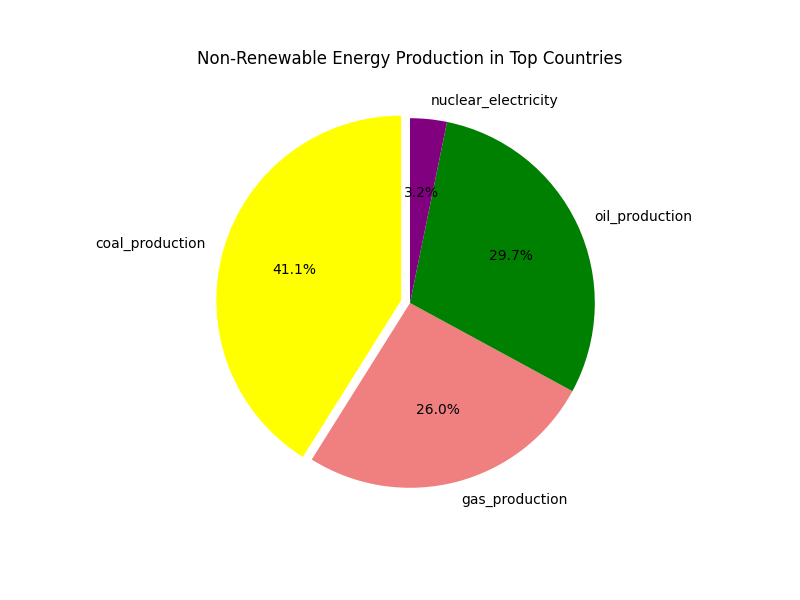 Non-Renewable Energy Production in Top Countries
nuclear_electricity
3.2%
oil_production
29.7%
coal_production
41.1%
26.0%
gas_production